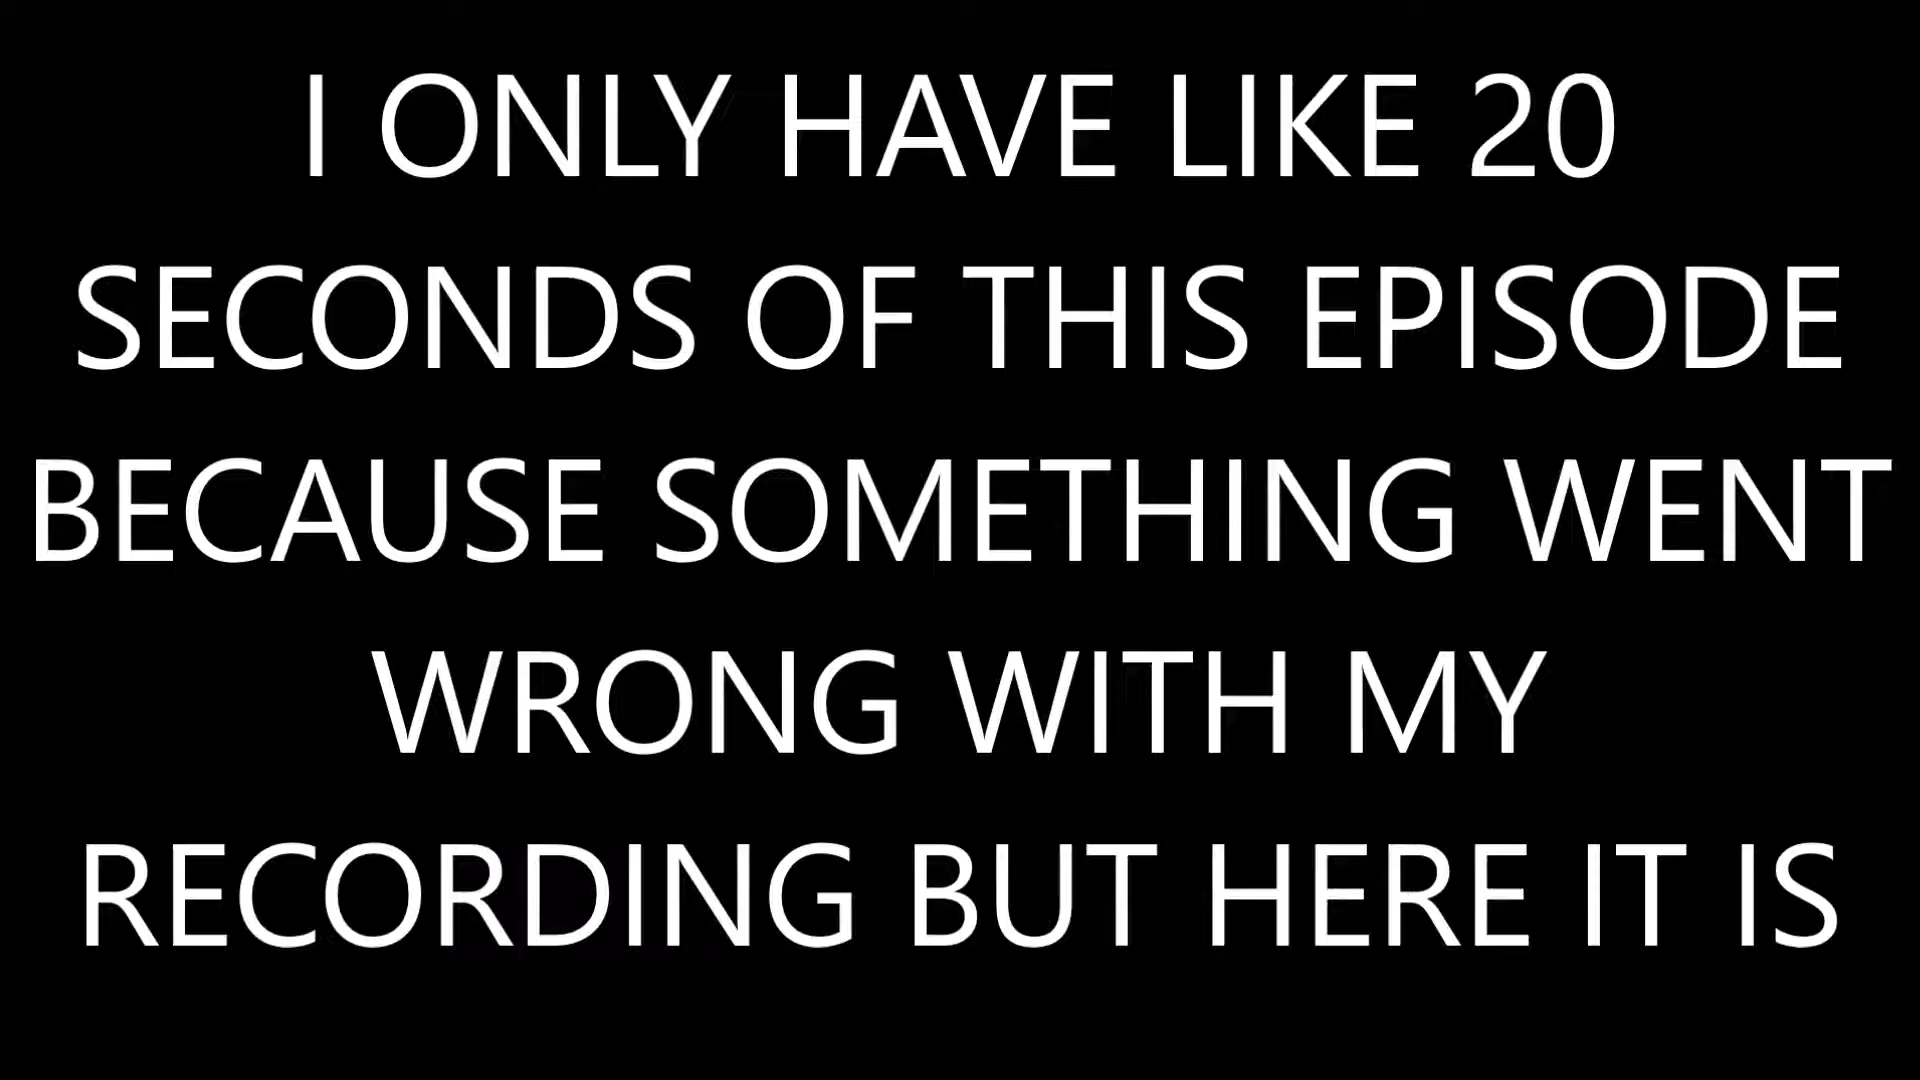 I ONLY HAVE LIKE 20
SECONDS OF THIS EPISODE
BECAUSE SOMETHING WENT
WRONG WITH MY
RECORDING BUT HERE IT IS